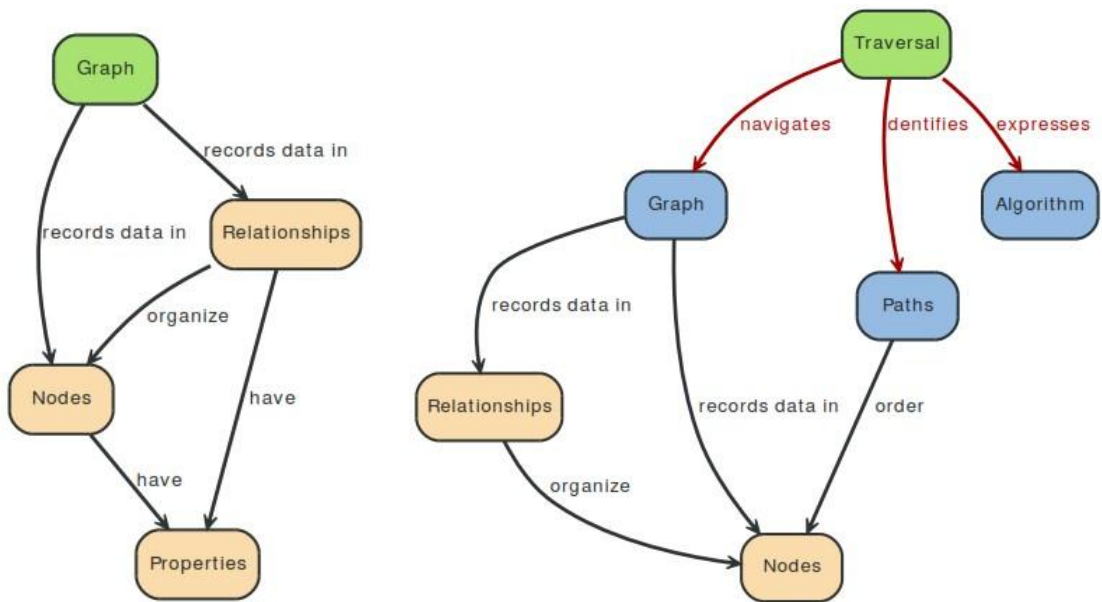 Graph
records data in
records data in
Relationships
organize
Nodes
have
have
Properties
Traversal
navigates
dentifies
expresses
Graph
Algorithm
Paths
records data in
Relationships
records data in
order
organize
Nodes